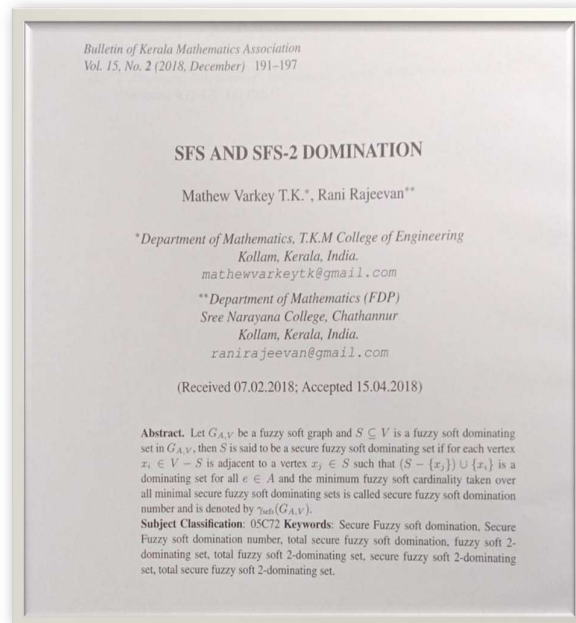 Bulletin of Kerala Mathematics Association
Vol. 15, No. 2 (2018, December) 191–197
SFS AND SFS-2 DOMINATION
Mathew Varkey T.K.*, Rani Rajeevan**
*Department of Mathematics, T.K.M College of Engineering
Kollam, Kerala, India.
mathewvarkeytk@gmail.com
**Department of Mathematics (FDP)
Sree Narayana College, Chathannur
Kollam, Kerala, India.
ranirajeevan@gmail.com
(Received 07.02.2018; Accepted 15.04.2018)
Abstract. Let G_{A,V} be a fuzzy soft graph and S ⊆ V is a fuzzy soft dominating
set in G_{A,V}, then S is said to be a secure fuzzy soft dominating set if for each vertex
x_i ∈ V − S is adjacent to a vertex x_j ∈ S such that (S − {x_j}) ∪ {x_i} is a
dominating set for all e ∈ A and the minimum fuzzy soft cardinality taken over
all minimal secure fuzzy soft dominating sets is called secure fuzzy soft domination
number and is denoted by γ_{sfs}(G_{A,V}).
Subject Classification: 05C72 Keywords: Secure Fuzzy soft domination, Secure
Fuzzy soft domination number, total secure fuzzy soft domination, fuzzy soft 2-
dominating set, total fuzzy soft 2-dominating set, secure fuzzy soft 2-dominating
set, total secure fuzzy soft 2-dominating set.